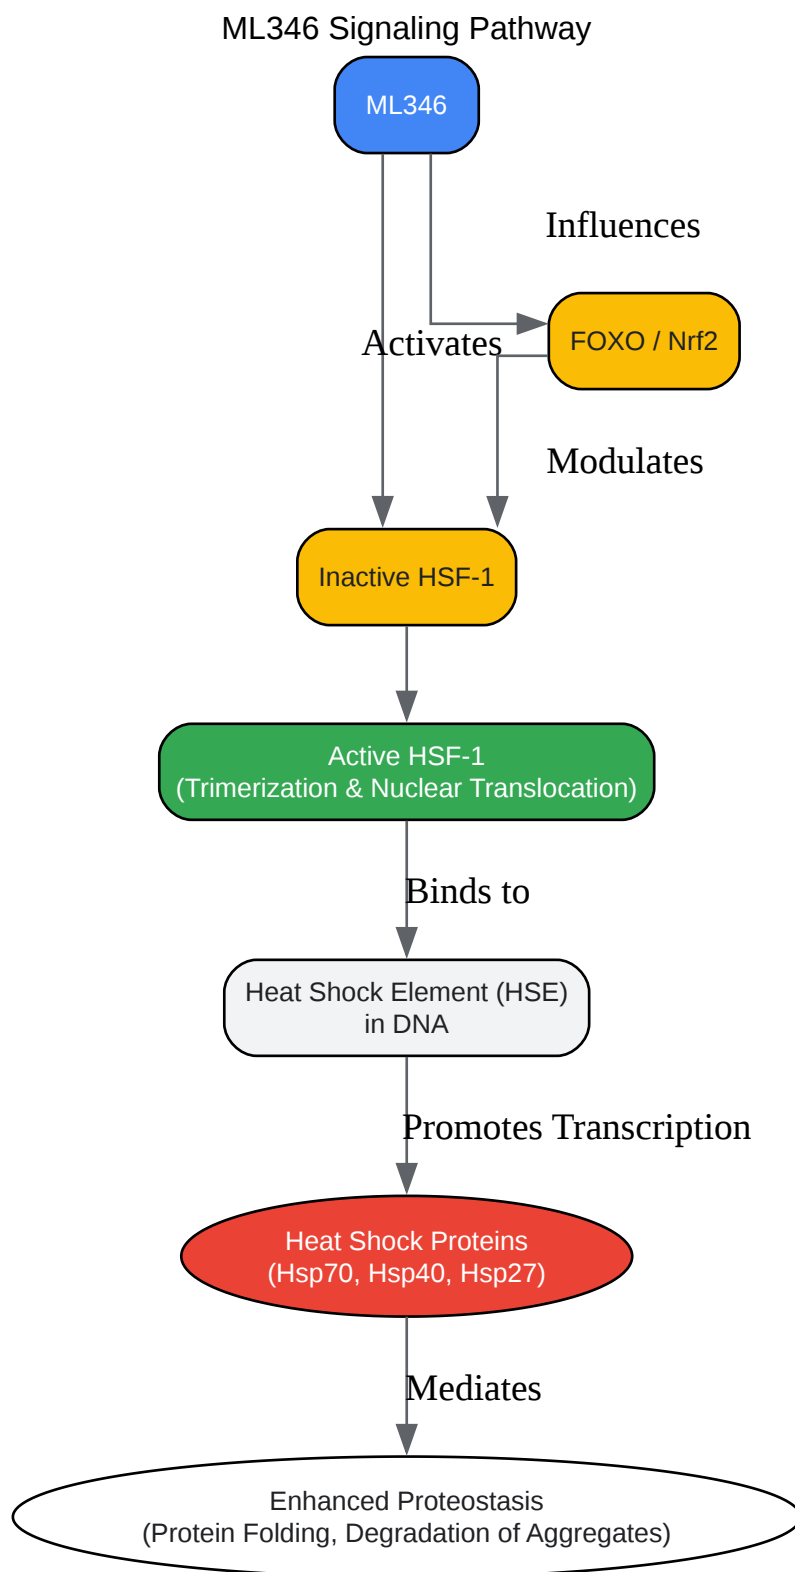 ML346 Signaling Pathway
ML346
Influences
Activates
FOXO / Nrf2
Modulates
Inactive HSF-1
Active HSF-1
(Trimerization & Nuclear Translocation)
Binds to
Heat Shock Element (HSE)
in DNA
Promotes Transcription
Heat Shock Proteins
(Hsp70, Hsp40, Hsp27)
Mediates
Enhanced Proteostasis
(Protein Folding, Degradation of Aggregates)